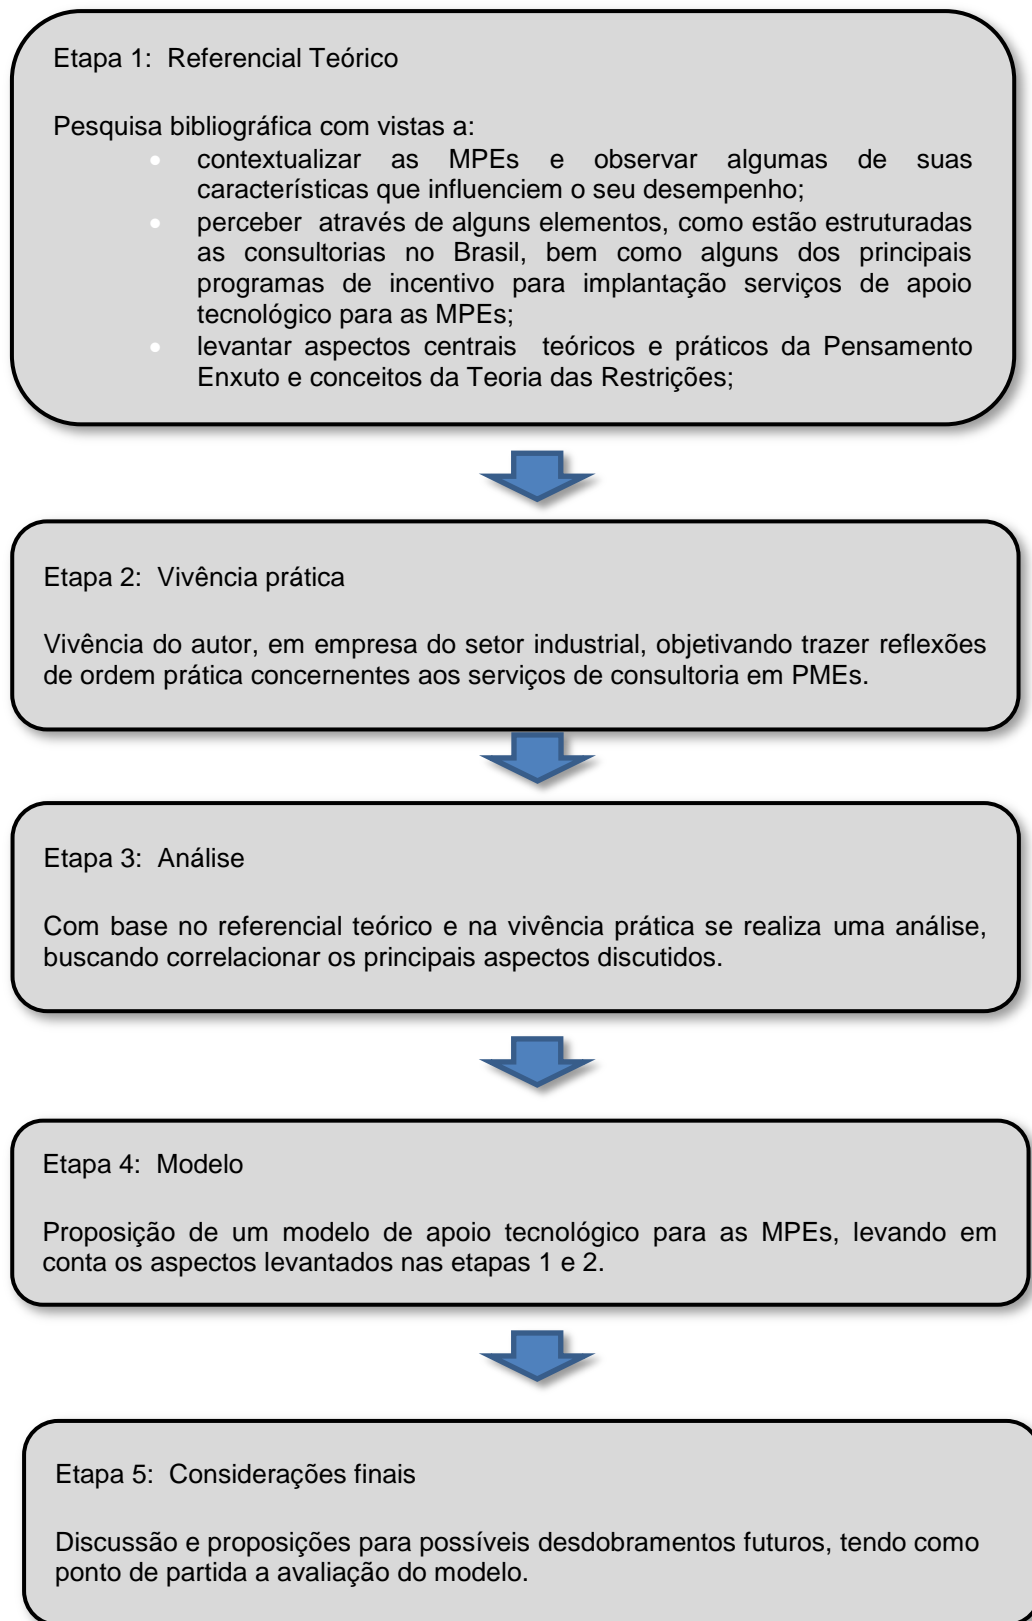 Etapa 1: Referencial Teórico
Pesquisa bibliográfica com vistas a:
contextualizar as MPEs e observar algumas de suas
características que influenciem o seu desempenho;
perceber através de alguns elementos, como estão estruturadas
as consultorias no Brasil, bem como alguns dos principais
programas de incentivo para implantação serviços de apoio
tecnológico para as MPEs;
levantar aspectos centrais teóricos e práticos da Pensamento
Enxuto e conceitos da Teoria das Restrições;
Etapa 2: Vivência prática
Vivência do autor, em empresa do setor industrial, objetivando trazer reflexões
de ordem prática concernentes aos serviços de consultoria em PMEs.
Etapa 3: Análise
Com base no referencial teórico e na vivência prática se realiza uma análise,
buscando correlacionar os principais aspectos discutidos.
Etapa 4: Modelo
Proposição de um modelo de apoio tecnológico para as MPEs, levando em
conta os aspectos levantados nas etapas 1 e 2.
Etapa 5: Considerações finais
Discussão e proposições para possíveis desdobramentos futuros, tendo como
ponto de partida a avaliação do modelo.